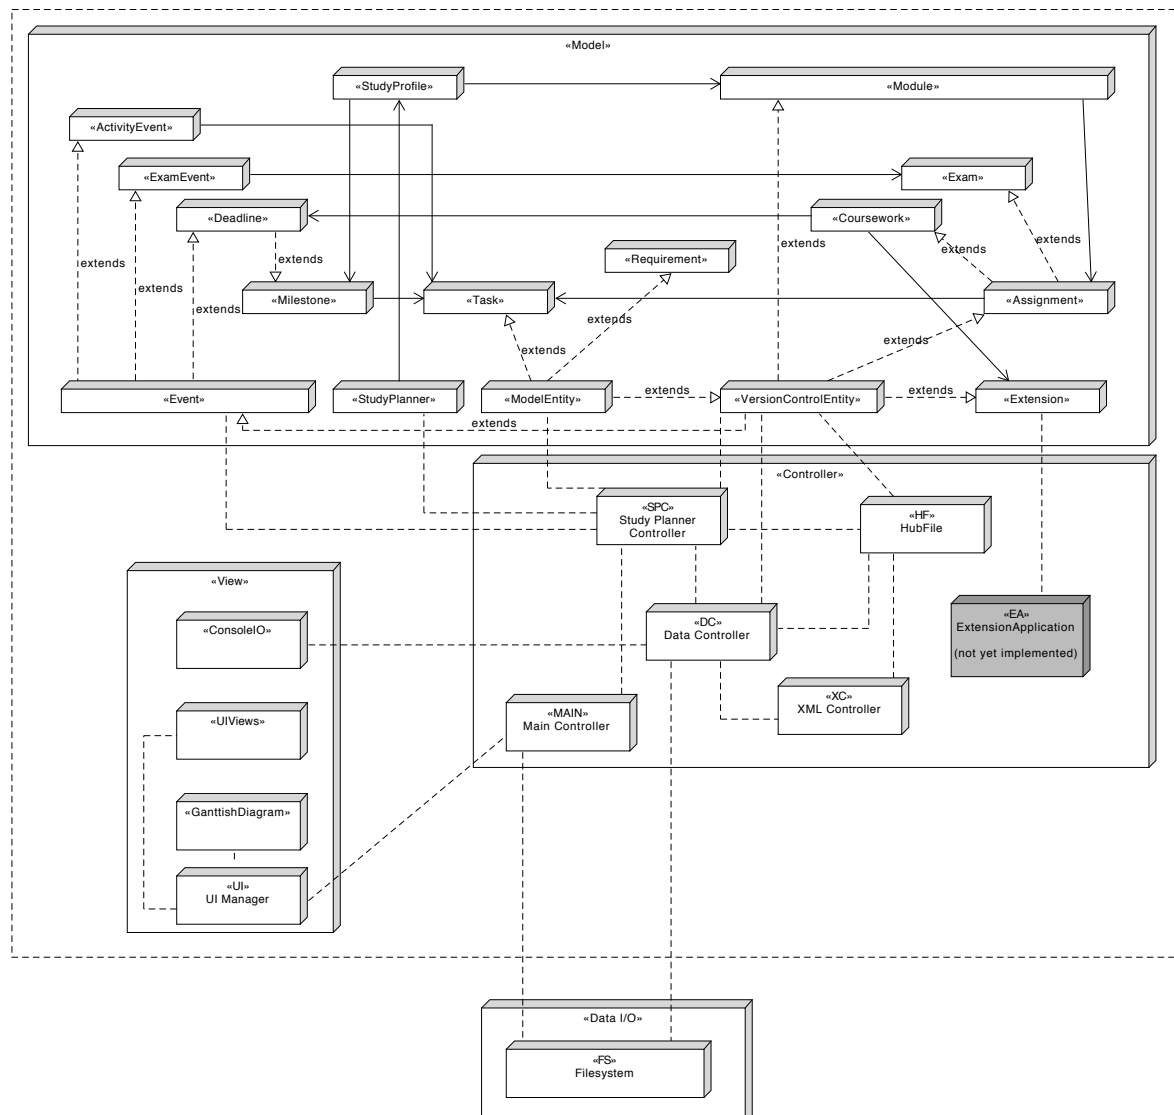 «Model»
«StudyProfile»
«Module»
«ActivityEvent»
«ExamEvent»
«Exam»
«Deadline»
«Coursework»
extends
extends
extends
extends
extends
«Requirement»
extends
extends
«Milestone»
«Task»
«Assignment»
extends
extends
extends
extends
extends
extends
«Event»
«StudyPlanner»
«ModelEntity»
«VersionControlEntity»
«Extension»
extends
«Controller»
«SPC»
Study Planner
Controller
«HF»
HubFile
«View»
«ConsoleIO»
«DC»
Data Controller
«EA»
ExtensionApplication
(not yet implemented)
«UIViews»
«MAIN»
Main Controller
«XC»
XML Controller
«GanttishDiagram»
«UI»
UI Manager
«Data I/O»
«FS»
Filesystem